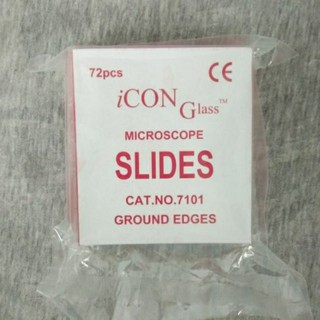 72pcs CE
iCON Glass™
MICROSCOPE
SLIDES
CAT.NO.7101
GROUND EDGES